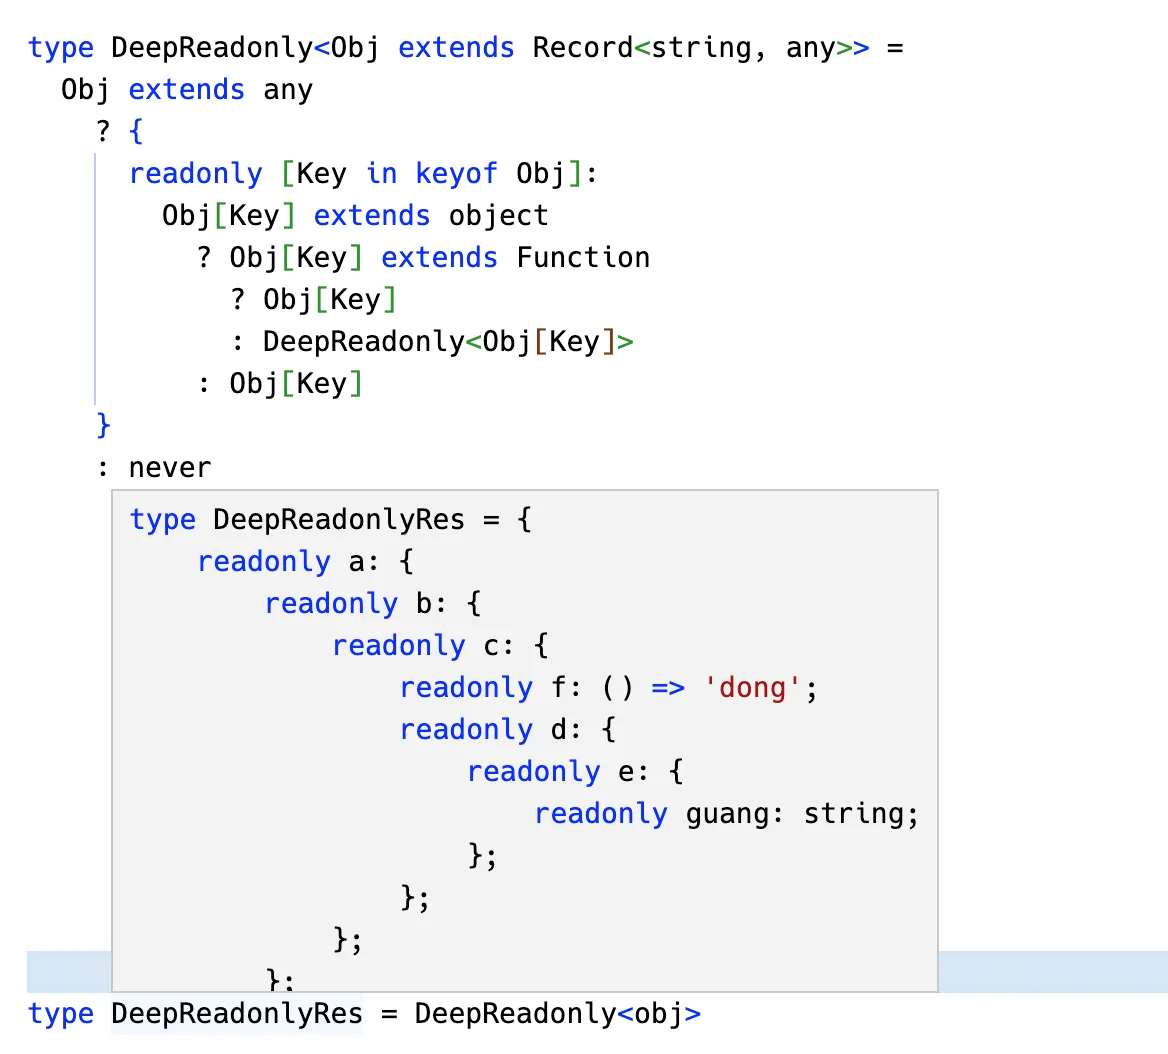 type DeepReadonly<Obj extends Record<string, any>> =
  Obj extends any
    ? {
      readonly [Key in keyof Obj]:
        Obj[Key] extends object
          ? Obj[Key] extends Function
            ? Obj[Key]
            : DeepReadonly<Obj[Key]>
          : Obj[Key]
    }
    : never
type DeepReadonlyRes = {
    readonly a: {
        readonly b: {
            readonly c: {
                readonly f: () => 'dong';
                readonly d: {
                    readonly e: {
                        readonly guang: string;
                    };
                };
            };
        };
type DeepReadonlyRes = DeepReadonly<obj>